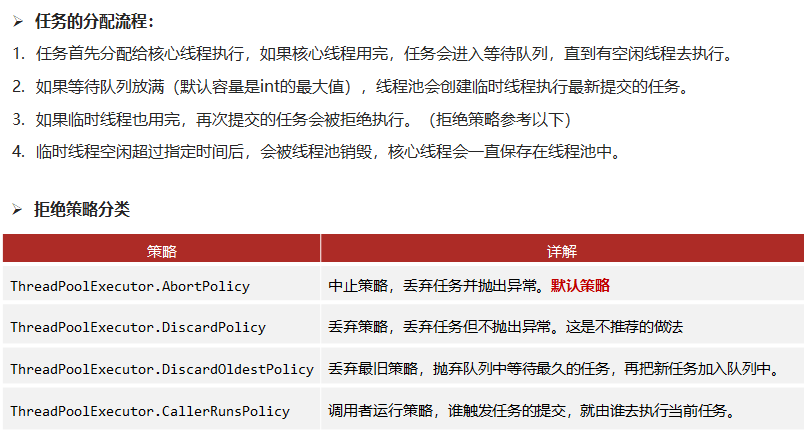 ➢ 任务的分配流程：
1. 任务首先分配给核心线程执行，如果核心线程用完，任务会进入等待队列，直到有空闲线程去执行。
2. 如果等待队列放满（默认容量是int的最大值），线程池会创建临时线程执行最新提交的任务。
3. 如果临时线程也用完，再次提交的任务会被拒绝执行。（拒绝策略参考以下）
4. 临时线程空闲超过指定时间后，会被线程池销毁，核心线程会一直保存在线程池中。
➢ 拒绝策略分类
策略 详解
ThreadPoolExecutor.AbortPolicy 中止策略，丢弃任务并抛出异常。默认策略
ThreadPoolExecutor.DiscardPolicy 丢弃策略，丢弃任务但不抛出异常。这是不推荐的做法
ThreadPoolExecutor.DiscardOldestPolicy 丢弃最旧策略，抛弃队列中等待最久的任务，再把新任务加入队列中。
ThreadPoolExecutor.CallerRunsPolicy 调用者运行策略，谁触发任务的提交，就由谁去执行当前任务。